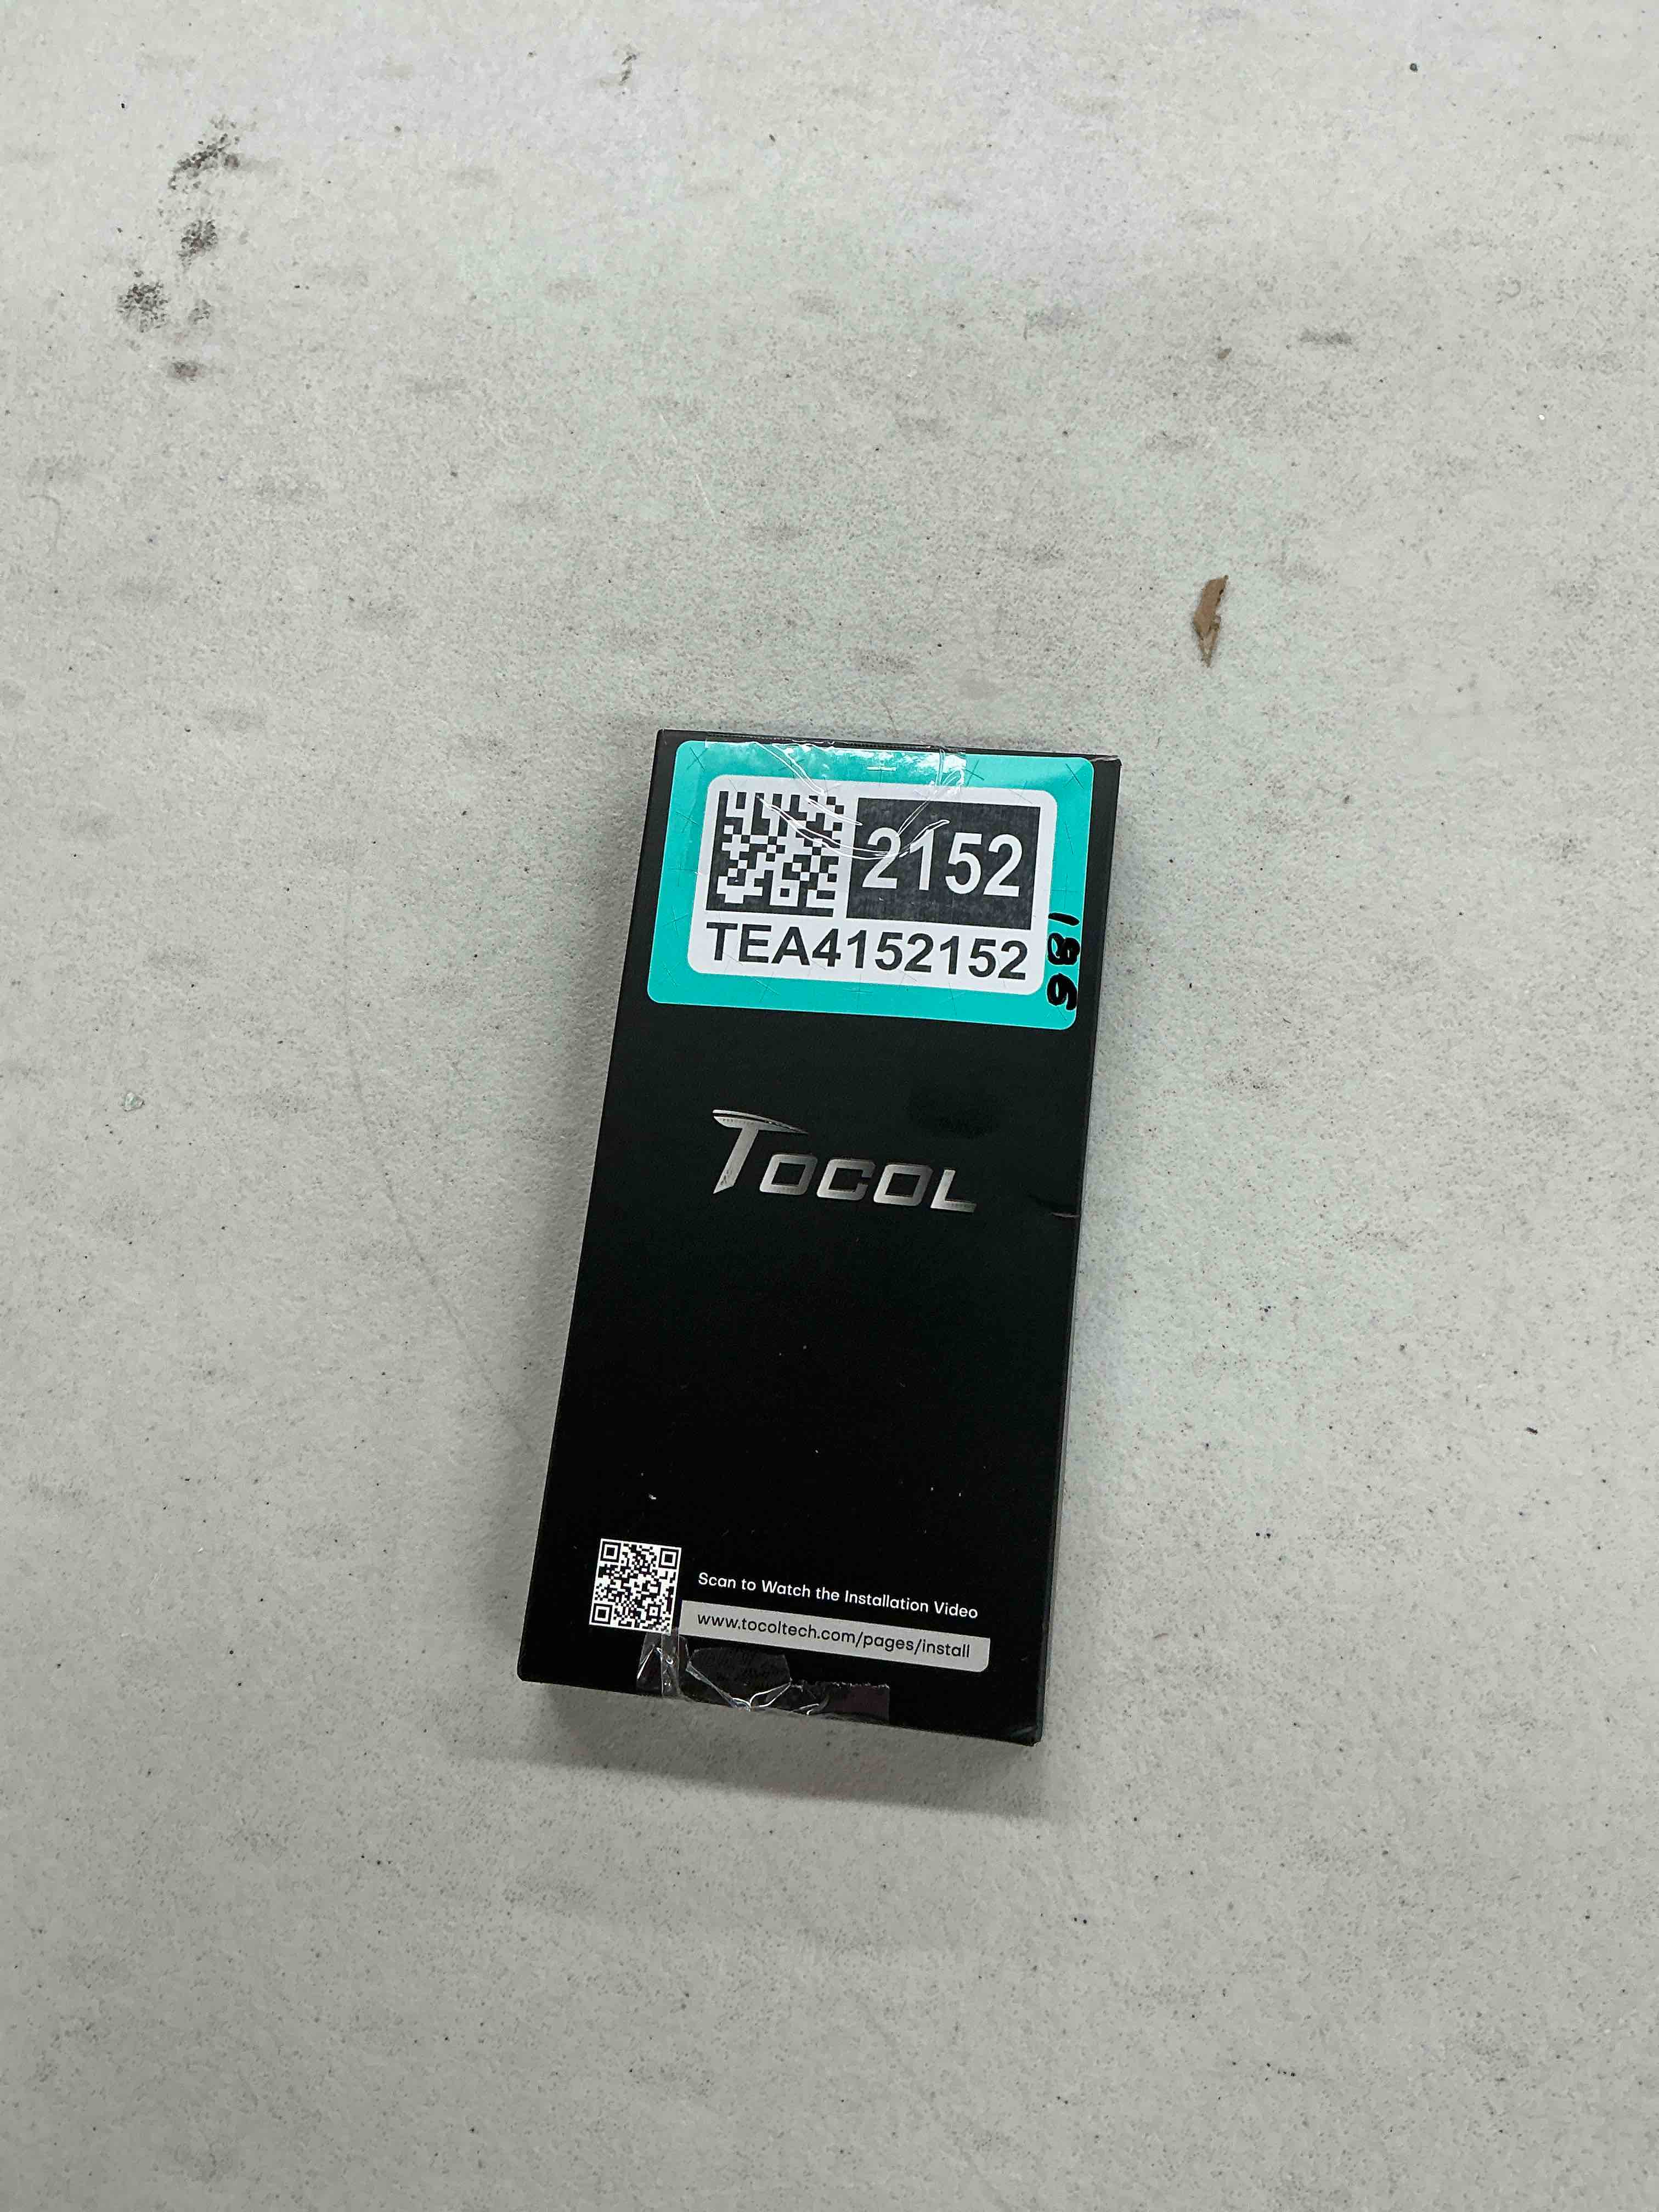 2152
TEA4152152
186
TOCOL
Scan to Watch the Installation Video
www.tocoltech.com/pages/install